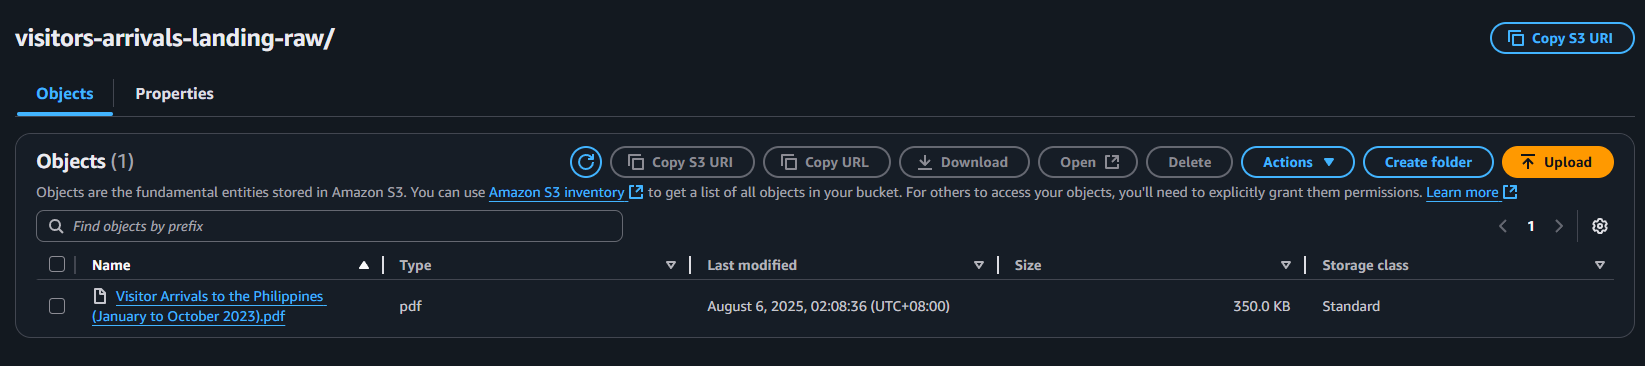 visitors-arrivals-landing-raw/
Copy S3 URI
Objects
Properties
Objects (1)
Copy S3 URI
Copy URL
Download
Open
Delete
Actions
Create folder
Upload
Objects are the fundamental entities stored in Amazon S3. You can use Amazon S3 inventory to get a list of all objects in your bucket. For others to access your objects, you'll need to explicitly grant them permissions. Learn more
Find objects by prefix
1
Name
Type
Last modified
Size
Storage class
Visitor Arrivals to the Philippines
(January to October 2023).pdf
pdf
August 6, 2025, 02:08:36 (UTC+08:00)
350.0 KB
Standard